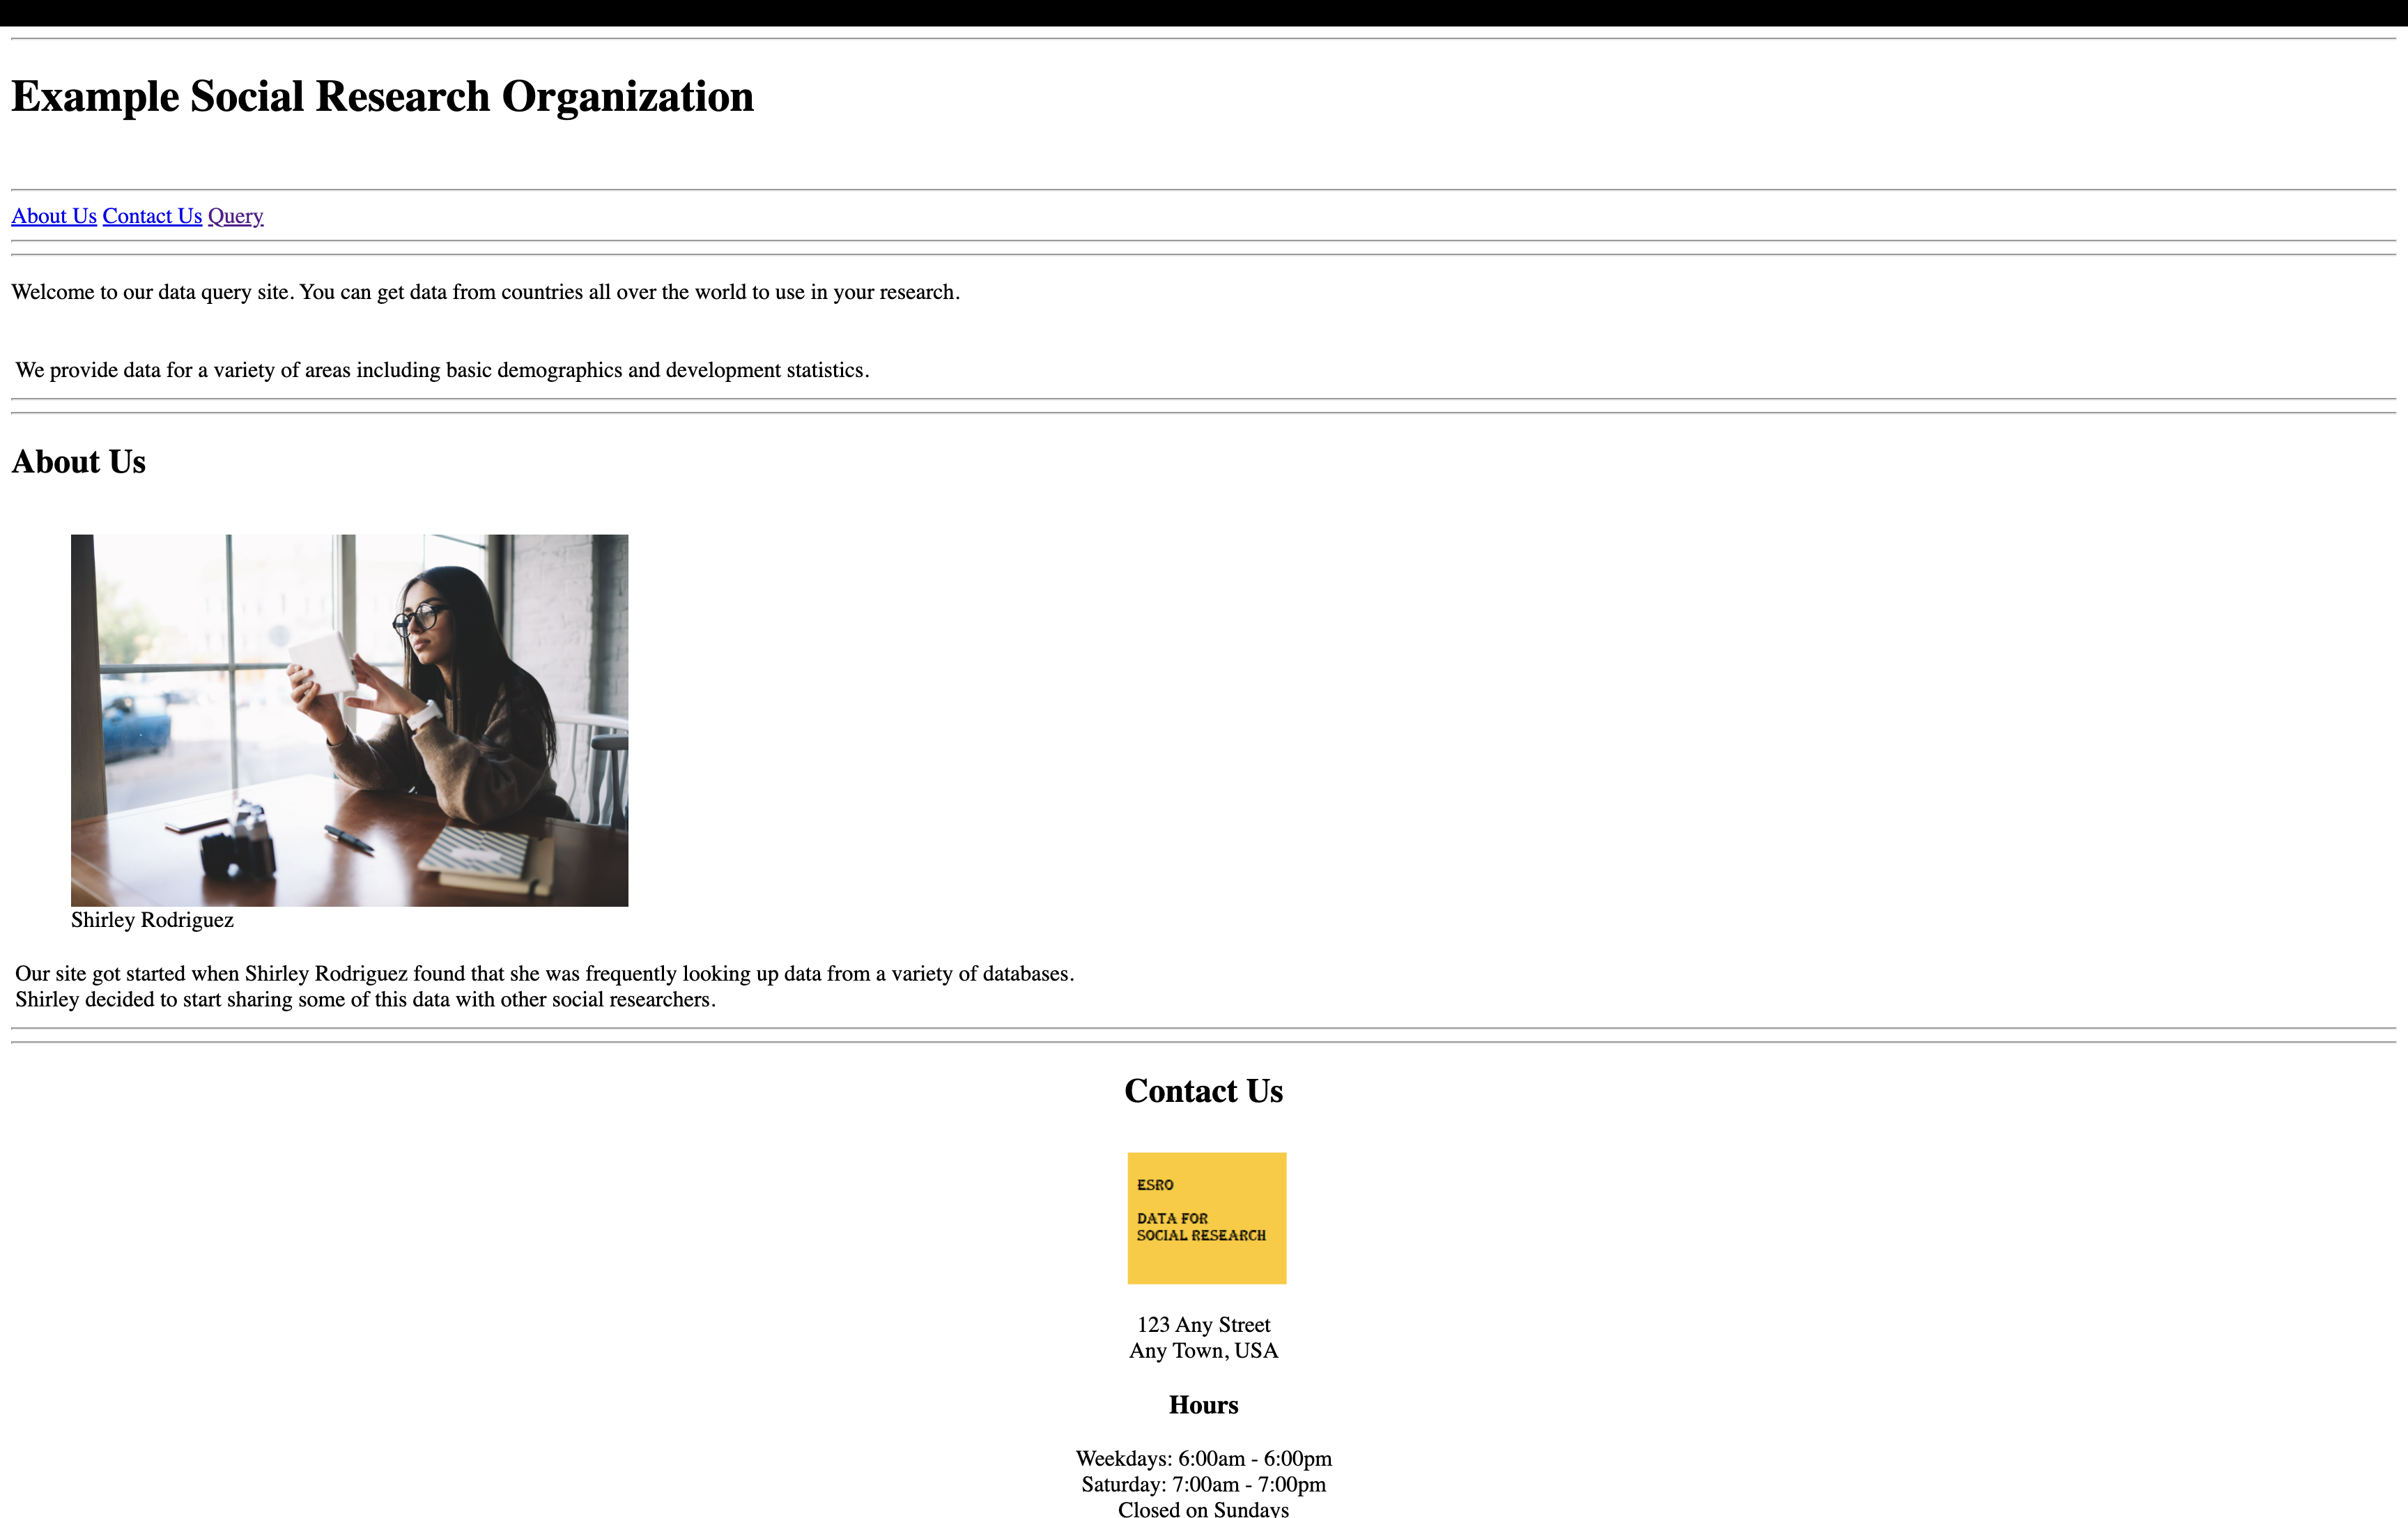 Example Social Research Organization
About Us Contact Us Query
Welcome to our data query site. You can get data from countries all over the world to use in your research.
We provide data for a variety of areas including basic demographics and development statistics.
About Us
Shirley Rodriguez
Our site got started when Shirley Rodriguez found that she was frequently looking up data from a variety of databases.
Shirley decided to start sharing some of this data with other social researchers.
Contact Us
ESRO
DATA FOR
SOCIAL RESEARCH
123 Any Street
Any Town, USA
Hours
Weekdays: 6:00am - 6:00pm
Saturday: 7:00am - 7:00pm
Closed on Sundays